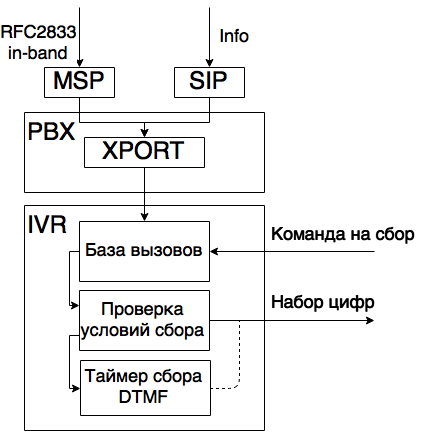 RFC2833
in-band
Info
MSP
SIP
PBX
XPORT
IVR
База вызовов
Команда на сбор
Набор цифр
Проверка
условий сбора
Таймер сбора
DTMF